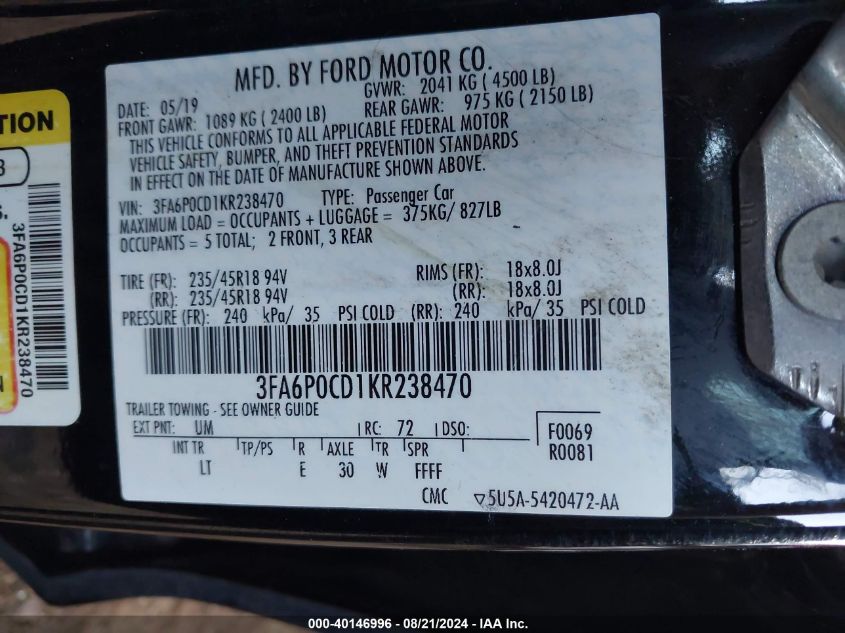 MFD. BY FORD MOTOR CO.
DATE: 05/19 GVWR: 2041 KG ( 4500 LB)
FRONT GAWR: 1089 KG ( 2400 LB) REAR GAWR: 975 KG ( 2150 LB)
THIS VEHICLE CONFORMS TO ALL APPLICABLE FEDERAL MOTOR
VEHICLE SAFETY, BUMPER, AND THEFT PREVENTION STANDARDS
IN EFFECT ON THE DATE OF MANUFACTURE SHOWN ABOVE.
VIN: 3FA6P0CD1KR238470 TYPE: Passenger Car
MAXIMUM LOAD = OCCUPANTS + LUGGAGE = 375KG/ 827LB
OCCUPANTS = 5 TOTAL; 2 FRONT, 3 REAR
TIRE (FR): 235/45R18 94V RIMS (FR): 18x8.0J
(RR): 235/45R18 94V (RR): 18x8.0J
PRESSURE (FR): 240 kPa/ 35 PSI COLD (RR): 240 kPa/ 35 PSI COLD
3FA6P0CD1KR238470
TRAILER TOWING - SEE OWNER GUIDE
EXT PNT: UM RC: 72 DSO: F0069
INT TR TP/PS R AXLE TR SPR R0081
LT E 30 W FFFF
CMC 5U5A-5420472-AA
3FA6P0CD1KR238470
000-40146996 - 08/21/2024 - IAA Inc.